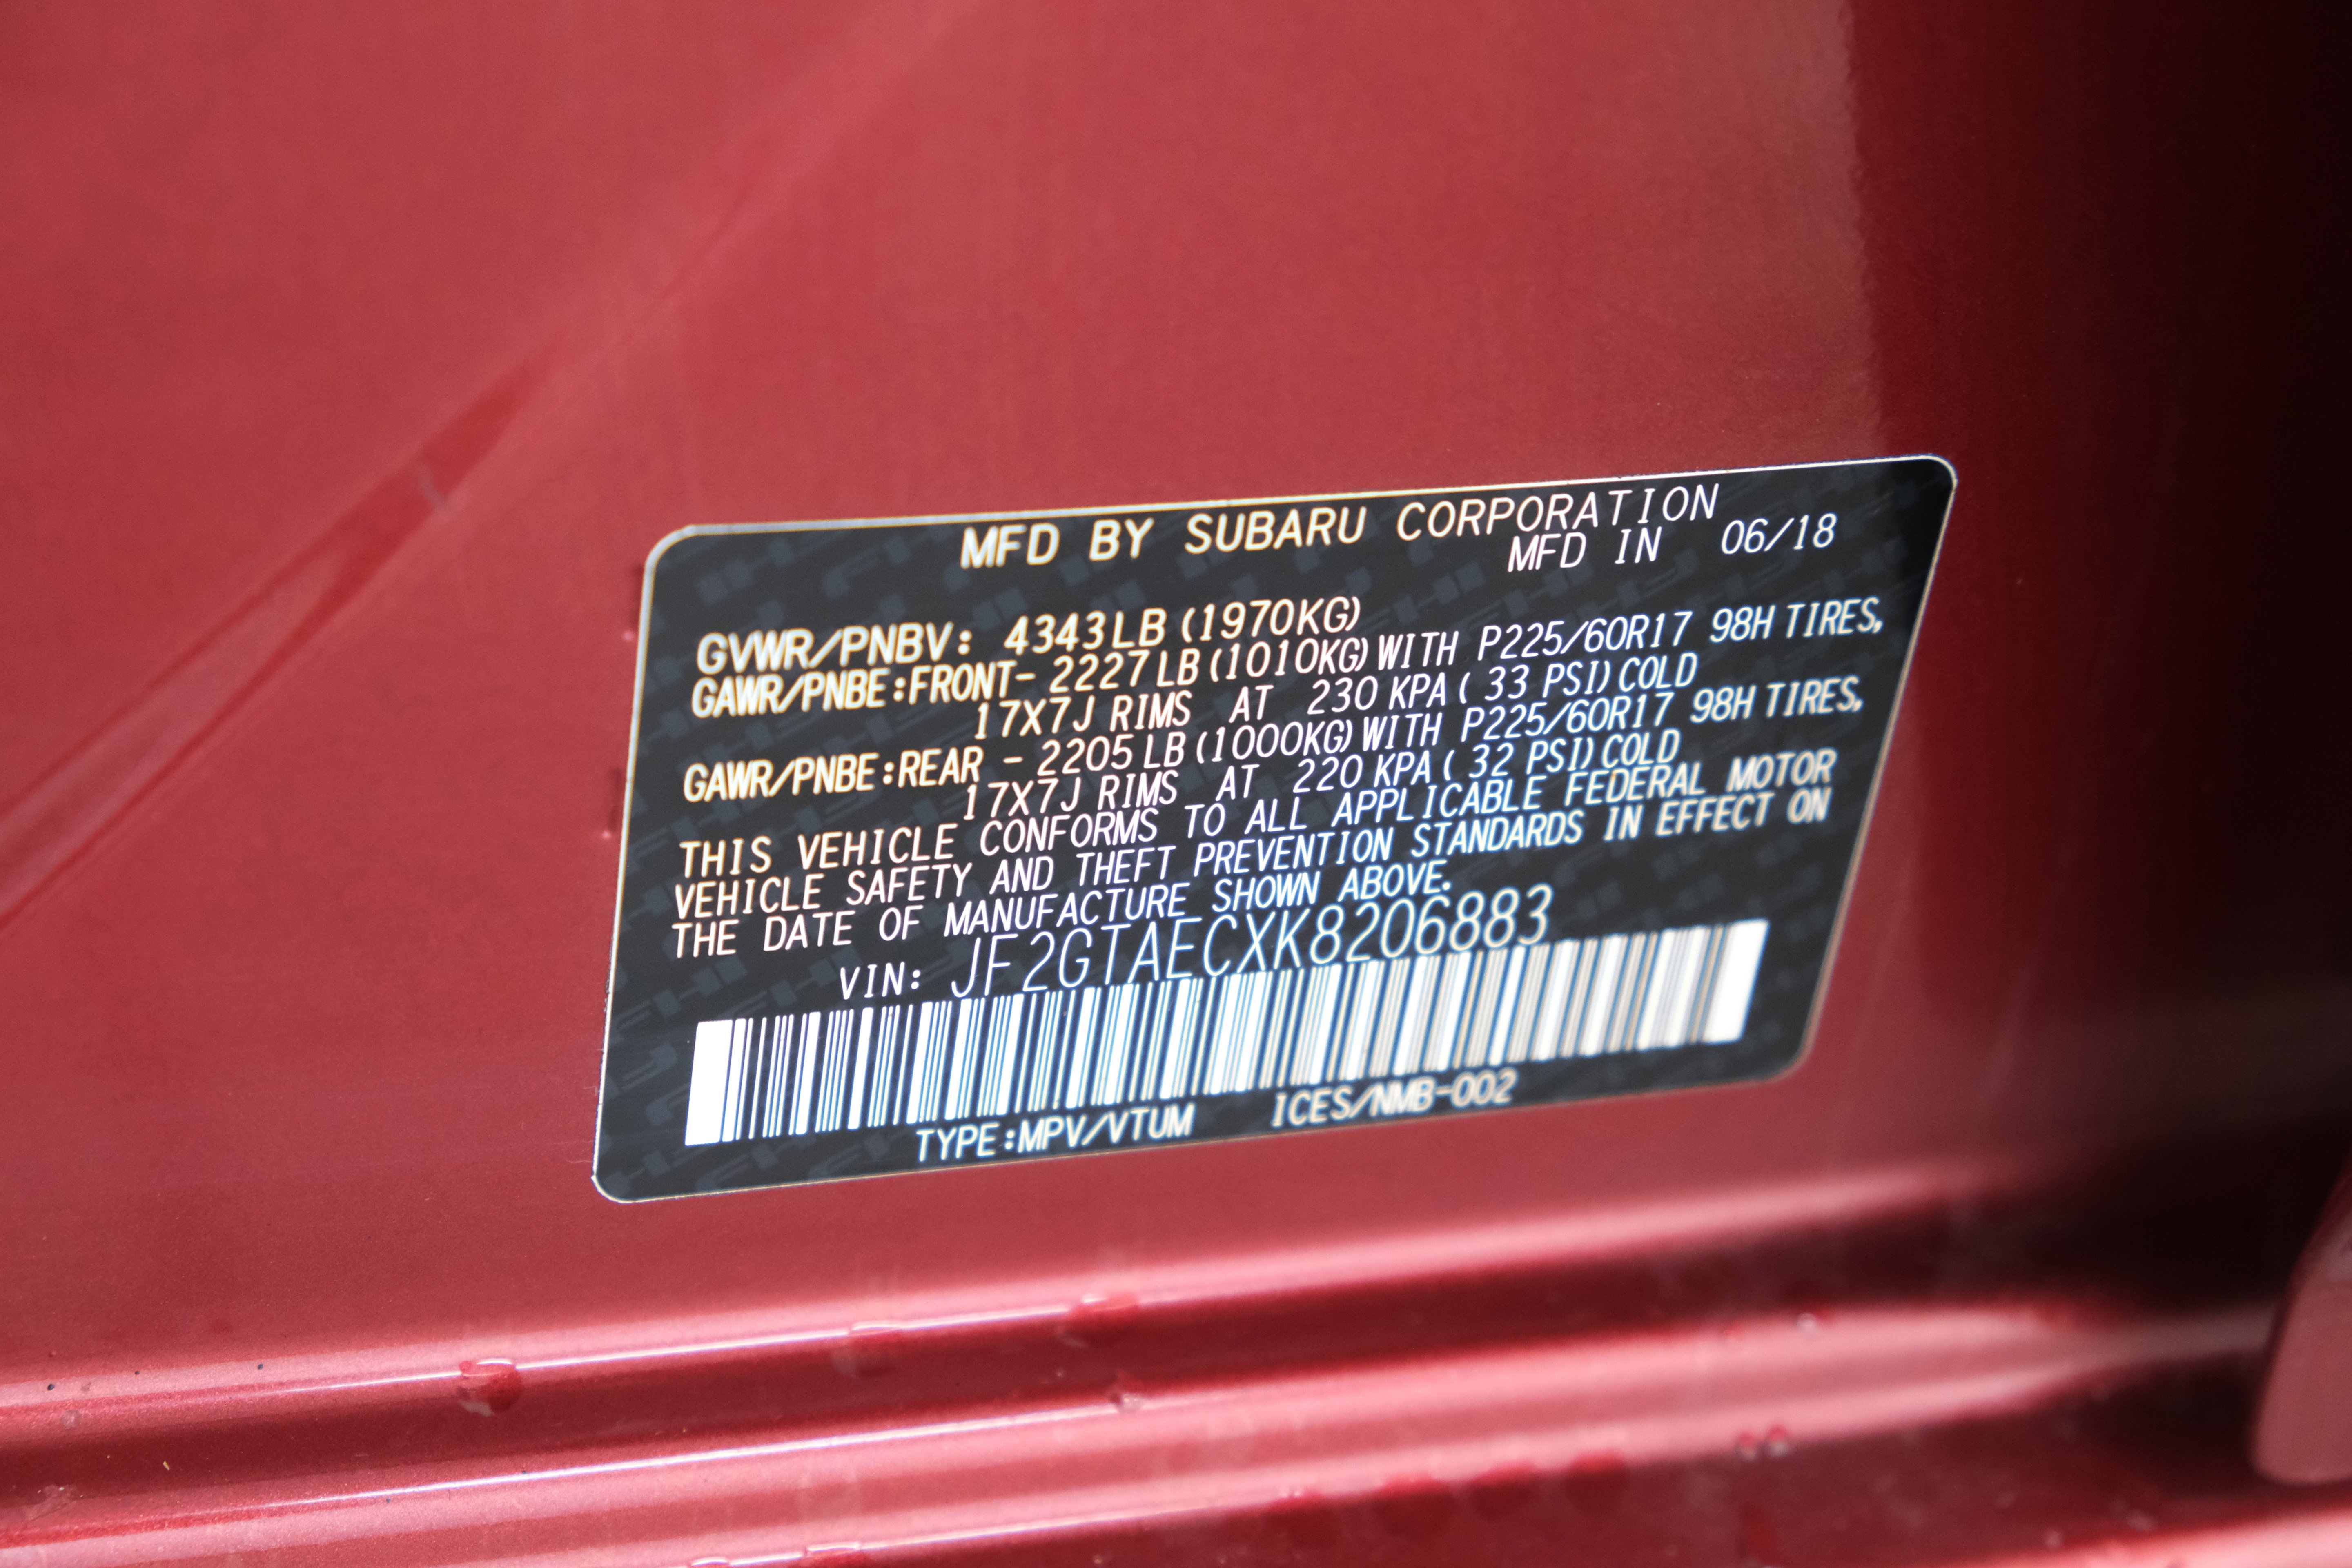 MFD BY SUBARU CORPORATION
MFD IN 06/18
GVWR/PNBV: 4343LB (1970KG)
GAWR/PNBE:FRONT- 2227LB (1010KG) WITH P225/60R17 98H TIRES,
17X7J RIMS AT 230 KPA ( 33 PSI) COLD
GAWR/PNBE:REAR - 2205LB (1000KG) WITH P225/60R17 98H TIRES,
17X7J RIMS AT 220 KPA ( 32 PSI) COLD
THIS VEHICLE CONFORMS TO ALL APPLICABLE FEDERAL MOTOR
VEHICLE SAFETY AND THEFT PREVENTION STANDARDS IN EFFECT ON
THE DATE OF MANUFACTURE SHOWN ABOVE.
VIN: JF2GTAECXK8206883
TYPE:MPV/VTUM ICES/NMB-002